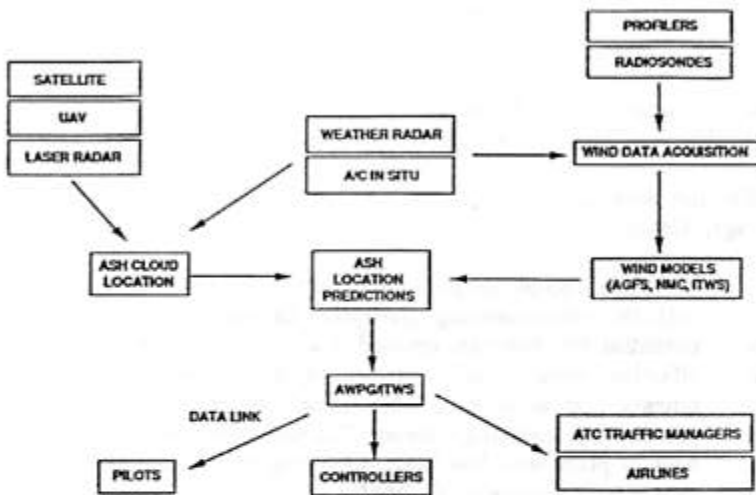 PROFILERS
RADIOSONDES
SATELLITE
UAV
LASER RADAR
WEATHER RADAR
A/C IN SITU
WIND DATA ACQUISITION
ASH CLOUD
LOCATION
ASH
LOCATION
PREDICTIONS
WIND MODELS
(AGFS, NMC, ITWS)
AWPG/ITWS
DATA LINK
PILOTS
CONTROLLERS
ATC TRAFFIC MANAGERS
AIRLINES